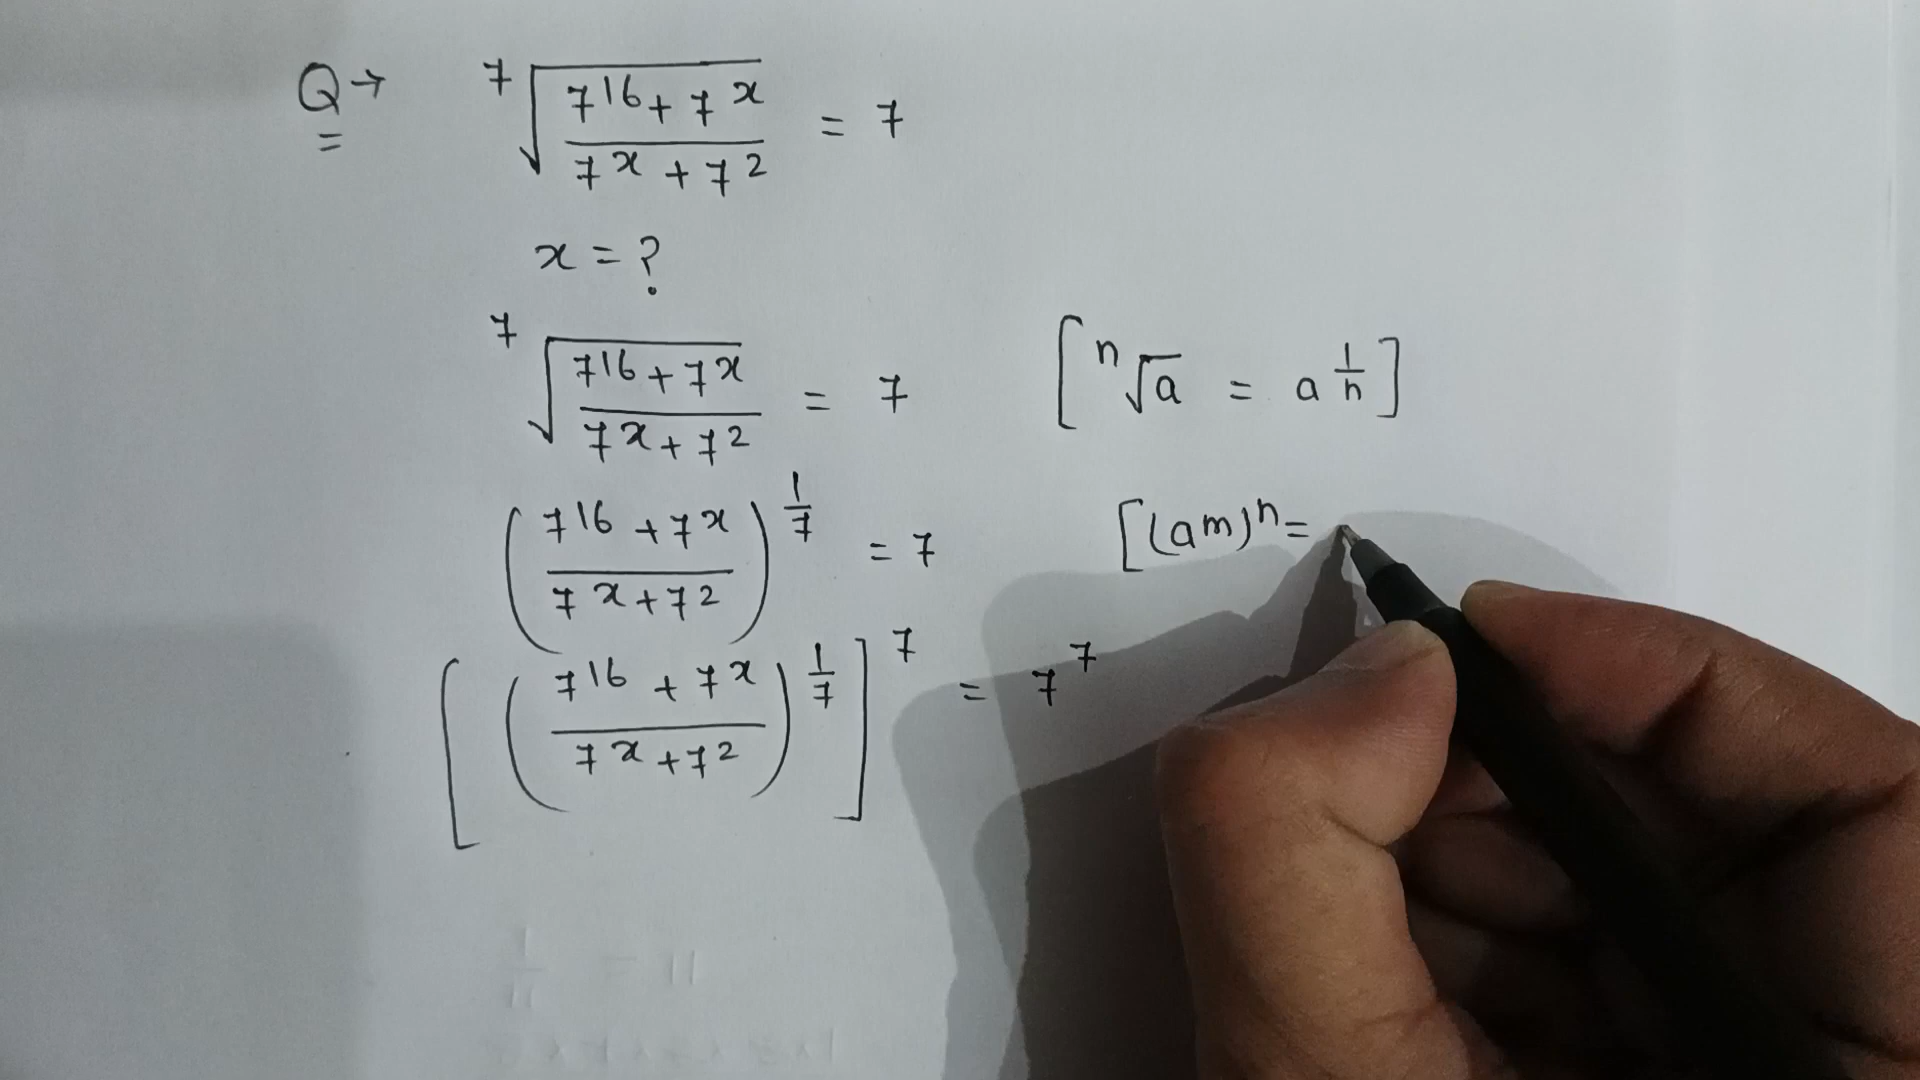 Q→ ⁷√((7¹⁶ + 7ˣ)/(7ˣ + 7²)) = 7
x = ?
⁷√((7¹⁶ + 7ˣ)/(7ˣ + 7²)) = 7 [ⁿ√a = a^(1/n)]
((7¹⁶ + 7ˣ)/(7ˣ + 7²))^(1/7) = 7 [(aᵐ)ⁿ =
[((7¹⁶ + 7ˣ)/(7ˣ + 7²))^(1/7)]⁷ = 7⁷